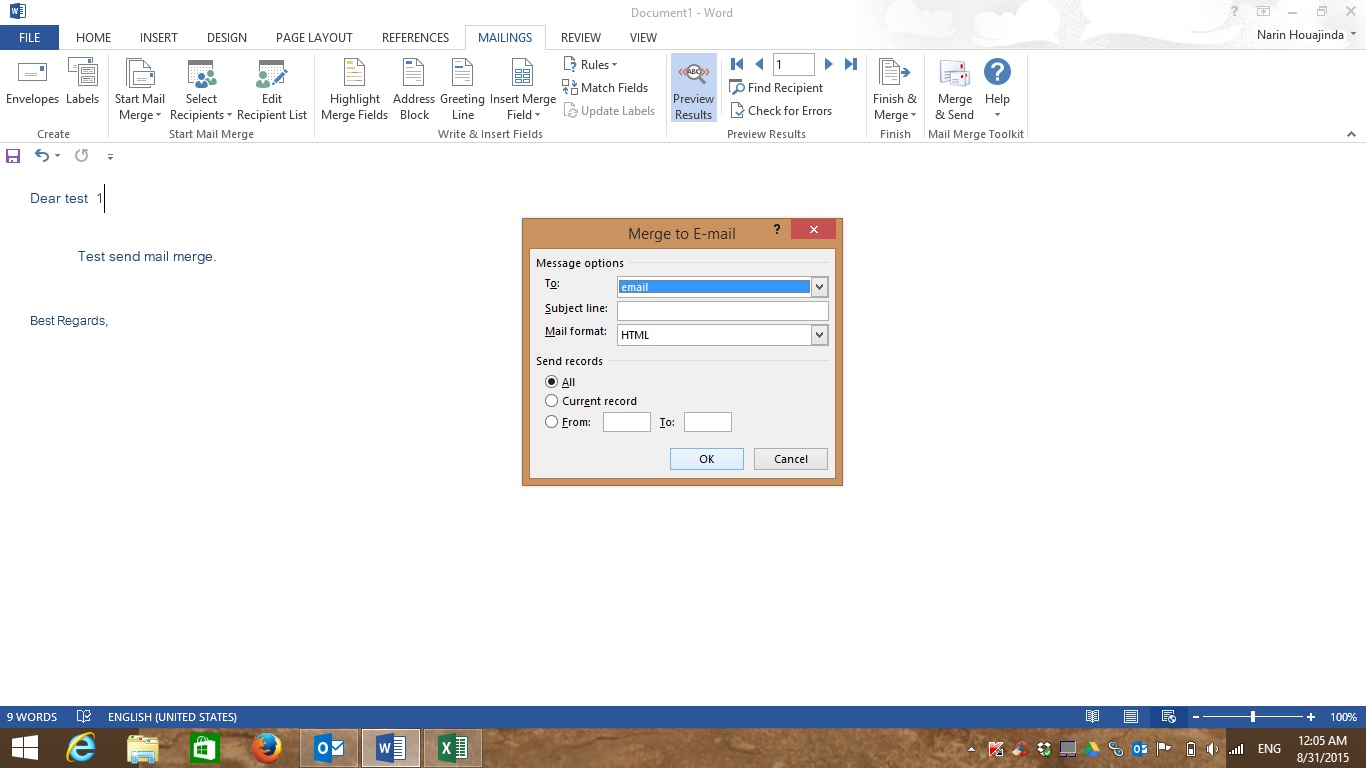 Document1 - Word
FILE HOME INSERT DESIGN PAGE LAYOUT REFERENCES MAILINGS REVIEW VIEW
Narin Houajinda
Envelopes Labels
Create
Start Mail Merge Select Recipients Edit Recipient List
Start Mail Merge
Highlight Merge Fields Address Block Greeting Line Insert Merge Field
Rules
Match Fields
Update Labels
Write & Insert Fields
ABC
Preview Results
1
Find Recipient
Check for Errors
Preview Results
Finish & Merge
Finish
Merge & Send Help
Mail Merge Toolkit
Dear test  1
Test send mail merge.
Best Regards,
Merge to E-mail
?
Message options
To: email
Subject line:
Mail format: HTML
Send records
All
Current record
From: To:
OK Cancel
9 WORDS ENGLISH (UNITED STATES)
100%
ENG
12:05 AM
8/31/2015